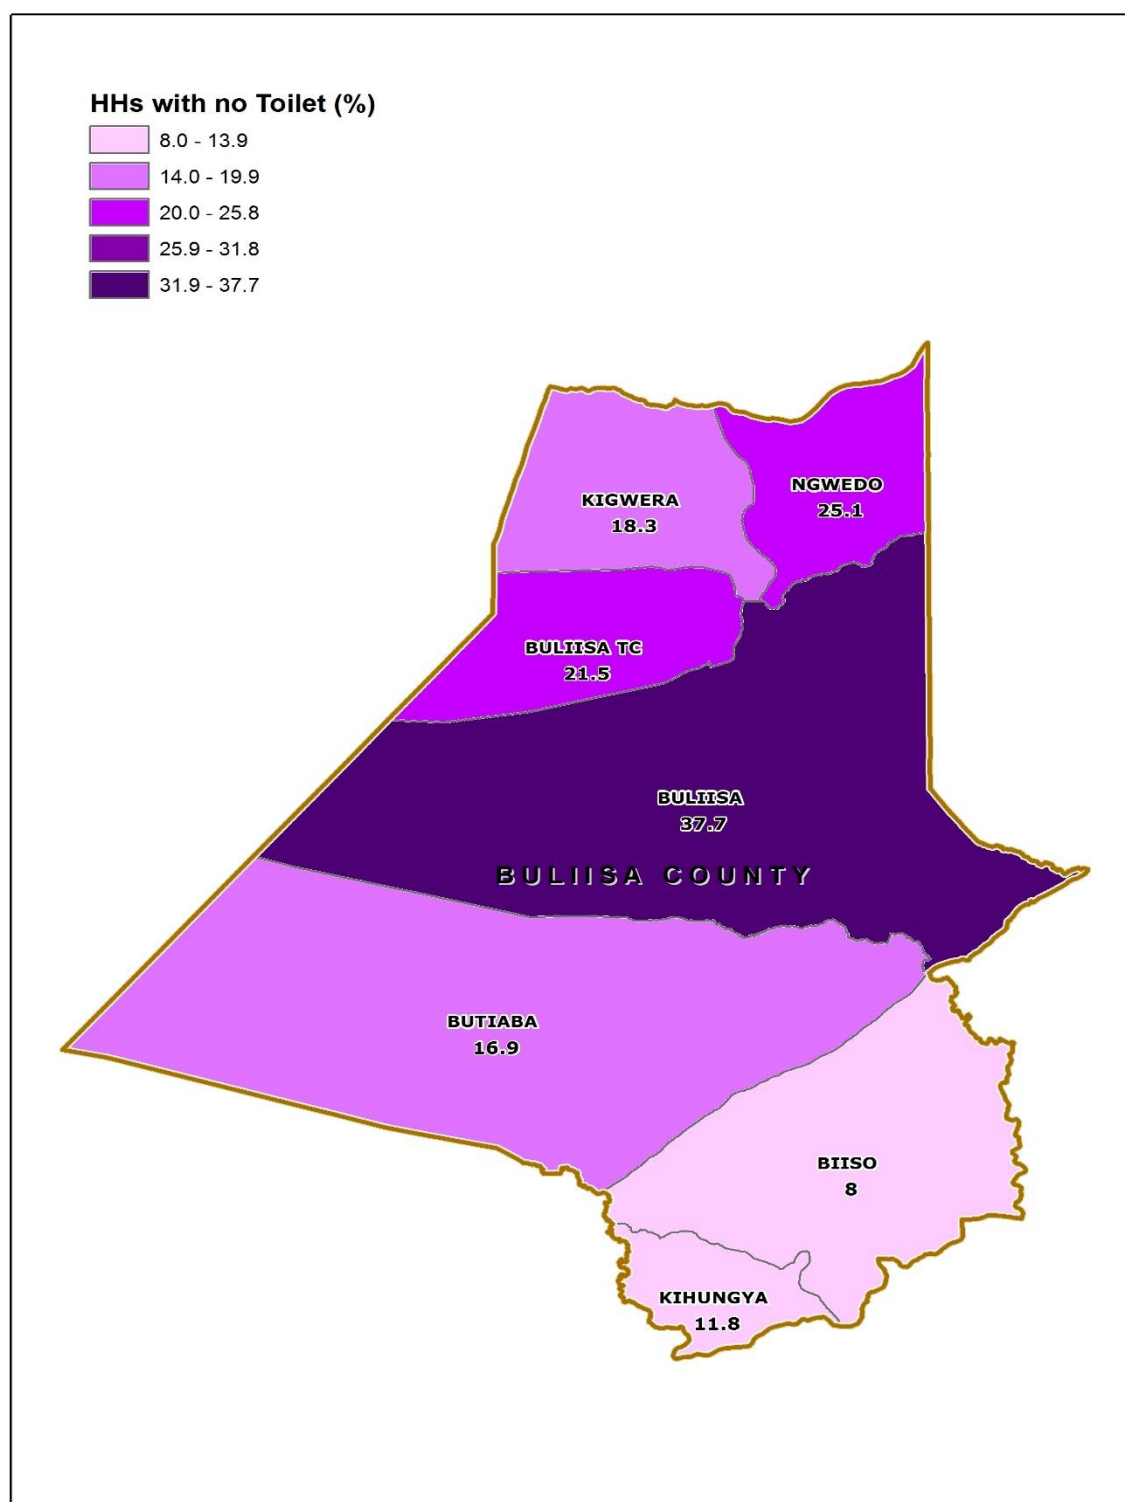 HHs with no Toilet (%)
8.0 - 13.9
14.0 - 19.9
20.0 - 25.8
25.9 - 31.8
31.9 - 37.7
NGWEDO
25.1
KIGWERA
18.3
BULIISA TC
21.5
BULIISA
37.7
BULIISA COUNTY
BUTIABA
16.9
BIISO
8
KIHUNGYA
11.8